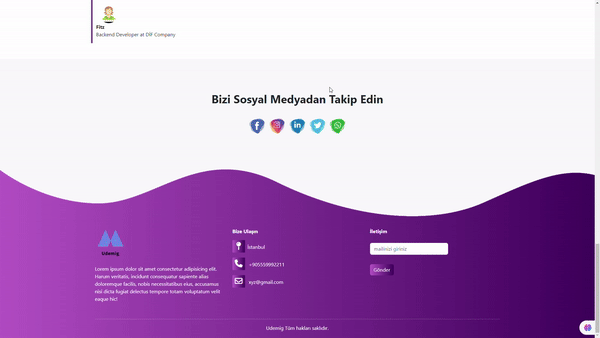 Fitz
Backend Developer at DİF Company
Bizi Sosyal Medyadan Takip Edin
Udemig
Lorem ipsum dolor sit amet consectetur adipisicing elit.
Harum veritatis, incidunt consequatur sapiente alias
doloremque facilis, nobis necessitatibus eius, accusamus
nisi dicta fugiat delectus tempore totam voluptatum velit
eaque hic!
Bize Ulaşın
İstanbul
+905559992211
xyz@gmail.com
İletişim
mailinizi giriniz
Gönder
Udemig Tüm hakları saklıdır.